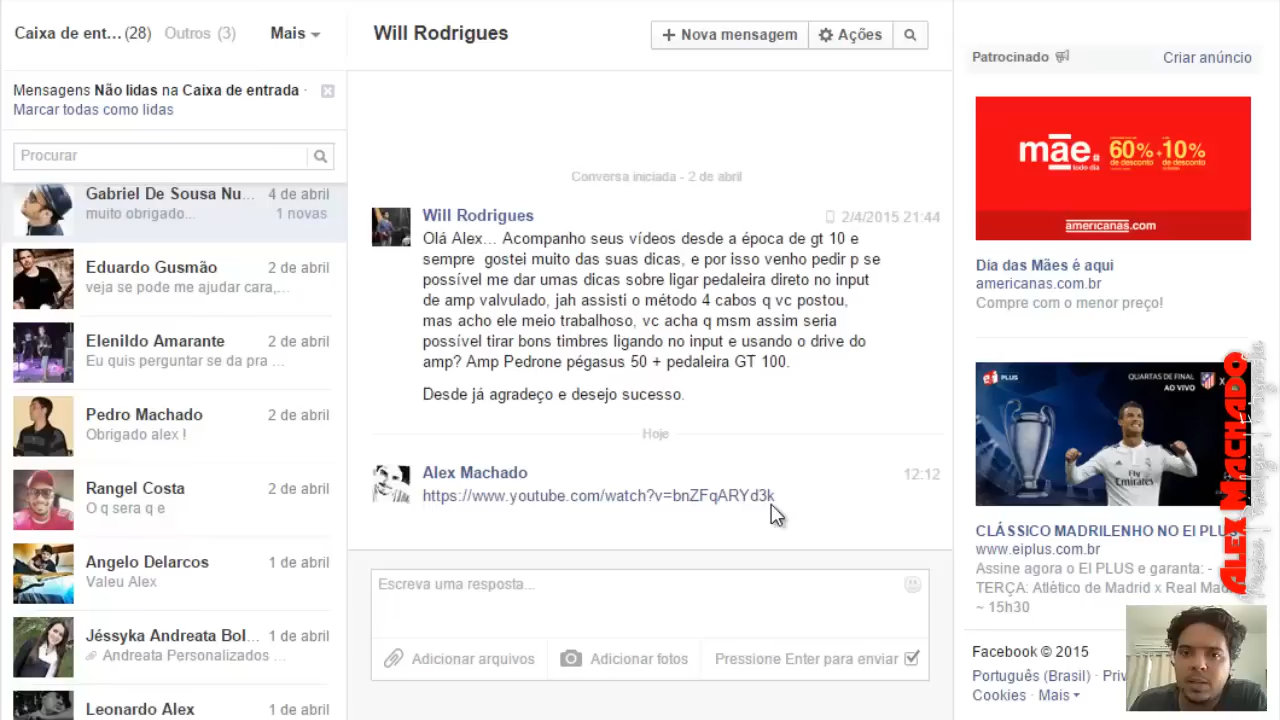 Caixa de ent... (28) Outros (3) Mais
Mensagens Não lidas na Caixa de entrada ·
Marcar todas como lidas
Procurar
Gabriel De Sousa Nu... 4 de abril
muito obrigado... 1 novas
Eduardo Gusmão 2 de abril
veja se pode me ajudar cara,...
Elenildo Amarante 2 de abril
Eu quis perguntar se da pra ...
Pedro Machado 2 de abril
Obrigado alex !
Rangel Costa 2 de abril
O q sera q e
Angelo Delarcos 1 de abril
Valeu Alex
Jéssyka Andreata Bol... 1 de abril
Andreata Personalizados ...
Leonardo Alex 1 de abril
Will Rodrigues
Nova mensagem Ações
Conversa iniciada - 2 de abril
Will Rodrigues 2/4/2015 21:44
Olá Alex... Acompanho seus vídeos desde a época de gt 10 e
sempre gostei muito das suas dicas, e por isso venho pedir p se
possível me dar umas dicas sobre ligar pedaleira direto no input
de amp valvulado, jah assisti o método 4 cabos q vc postou,
mas acho ele meio trabalhoso, vc acha q msm assim seria
possível tirar bons timbres ligando no input e usando o drive do
amp? Amp Pedrone pégasus 50 + pedaleira GT 100.
Desde já agradeço e desejo sucesso.
Hoje
Alex Machado 12:12
https://www.youtube.com/watch?v=bnZFqARYd3k
Escreva uma resposta...
Adicionar arquivos Adicionar fotos Pressione Enter para enviar
Patrocinado Criar anúncio
mãe. todo dia 60% de desconto +10% de desconto
americanas.com
Dia das Mães é aqui
americanas.com.br
Compre com o menor preço!
EI PLUS QUARTAS DE FINAL X
AO VIVO
Fly
Emirates
CLÁSSICO MADRILENHO NO EI PLU
www.eiplus.com.br
Assine agora o EI PLUS e garanta: -
TERÇA: Atlético de Madrid x Real Ma
~ 15h30
ALEX MACHADO
Facebook © 2015
Português (Brasil) · Priv
Cookies · Mais